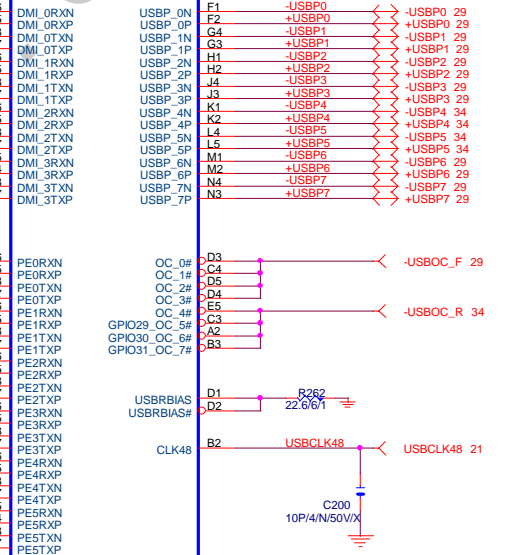 DMI_0RXN USBP_0N F1 -USBP0 -USBP0 29
DMI_0RXP USBP_0P F2 +USBP0 +USBP0 29
DMI_0TXN USBP_1N G4 -USBP1 -USBP1 29
DMI_0TXP USBP_1P G3 +USBP1 +USBP1 29
DMI_1RXN USBP_2N H1 -USBP2 -USBP2 29
DMI_1RXP USBP_2P H2 +USBP2 +USBP2 29
DMI_1TXN USBP_3N J4 -USBP3 -USBP3 29
DMI_1TXP USBP_3P J3 +USBP3 +USBP3 29
DMI_2RXN USBP_4N K1 -USBP4 -USBP4 34
DMI_2RXP USBP_4P K2 +USBP4 +USBP4 34
DMI_2TXN USBP_5N L4 -USBP5 -USBP5 34
DMI_2TXP USBP_5P L5 +USBP5 +USBP5 34
DMI_3RXN USBP_6N M1 -USBP6 -USBP6 29
DMI_3RXP USBP_6P M2 +USBP6 +USBP6 29
DMI_3TXN USBP_7N N4 -USBP7 -USBP7 29
DMI_3TXP USBP_7P N3 +USBP7 +USBP7 29
PE0RXN OC_0# D3 -USBOC_F 29
PE0RXP OC_1# C4
PE0TXN OC_2# D5
PE0TXP OC_3# D4
PE1RXN OC_4# E5 -USBOC_R 34
PE1RXP GPIO29_OC_5# C3
PE1TXN GPIO30_OC_6# A2
PE1TXP GPIO31_OC_7# B3
PE2RXN
PE2RXP
PE2TXN R262
PE2TXP USBRBIAS D1 22.6/6/1
PE3RXN USBRBIAS# D2
PE3RXP
PE3TXN
PE3TXP CLK48 B2 USBCLK48 USBCLK48 21
PE4RXN
PE4RXP
PE4TXN
PE4TXP C200
PE5RXN 10P/4/N/50V/X
PE5RXP
PE5TXN
PE5TXP